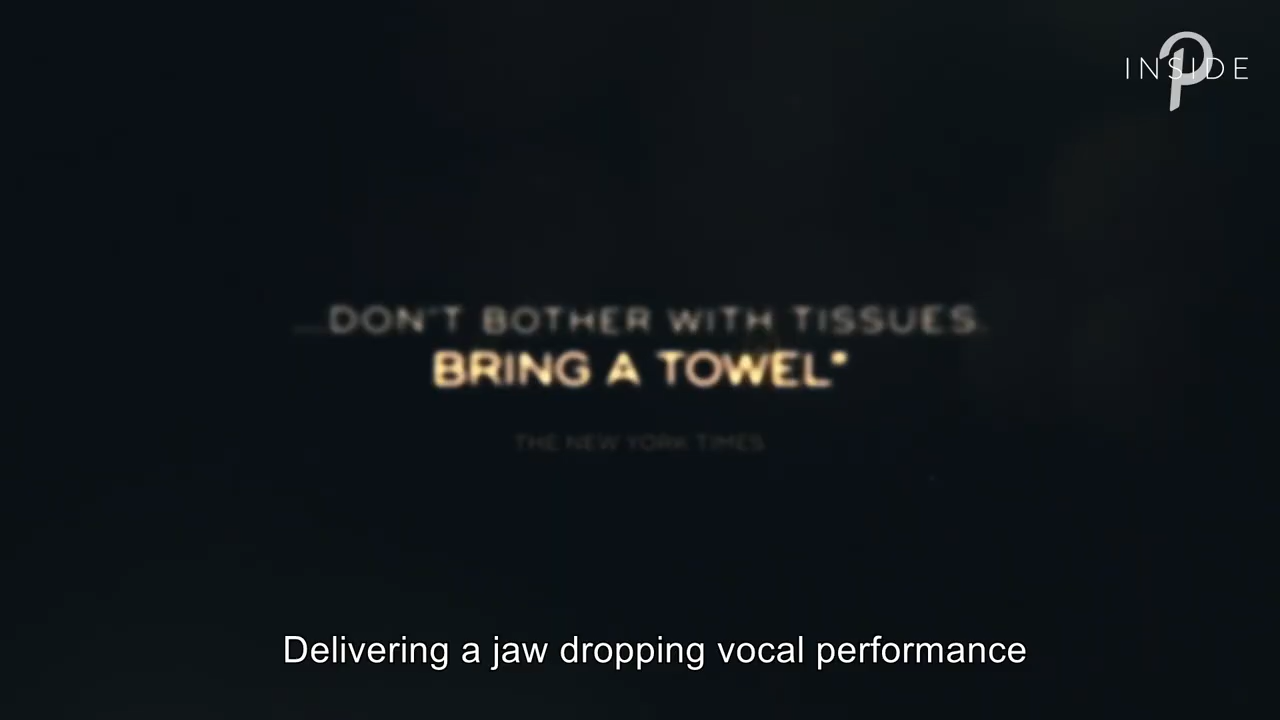 INSIDE
...DON'T BOTHER WITH TISSUES.
BRING A TOWEL"
THE NEW YORK TIMES
Delivering a jaw dropping vocal performance